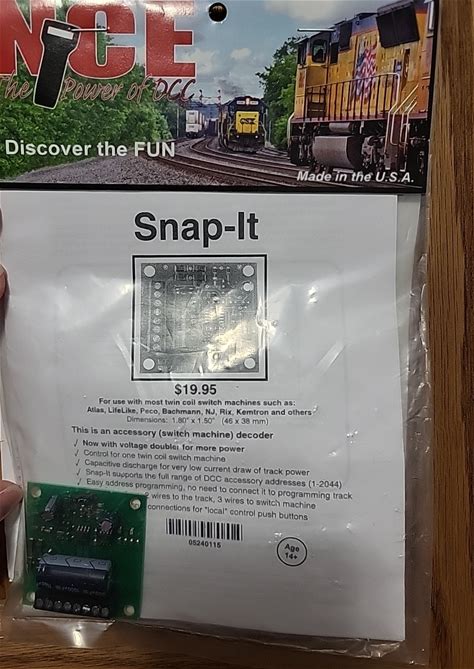 NCE
The Power of DCC
Discover the FUN
Made in the U.S.A.
CSX
Snap-It
$19.95
For use with most twin coil switch machines such as:
Atlas, LifeLike, Peco, Bachmann, NJ, Rix, Kemtron and others
Dimensions: 1.80" x 1.50" (46 x 38 mm)
This is an accessory (switch machine) decoder
✓ Now with voltage doubler for more power
✓ Control for one twin coil switch machine
✓ Capacitive discharge for very low current draw of track power
✓ Snap-It supports the full range of DCC accessory addresses (1-2044)
✓ Easy address programming, no need to connect it to programming track
2 wires to the track, 3 wires to switch machine
connections for "local" control push buttons
05240115
Age
14+